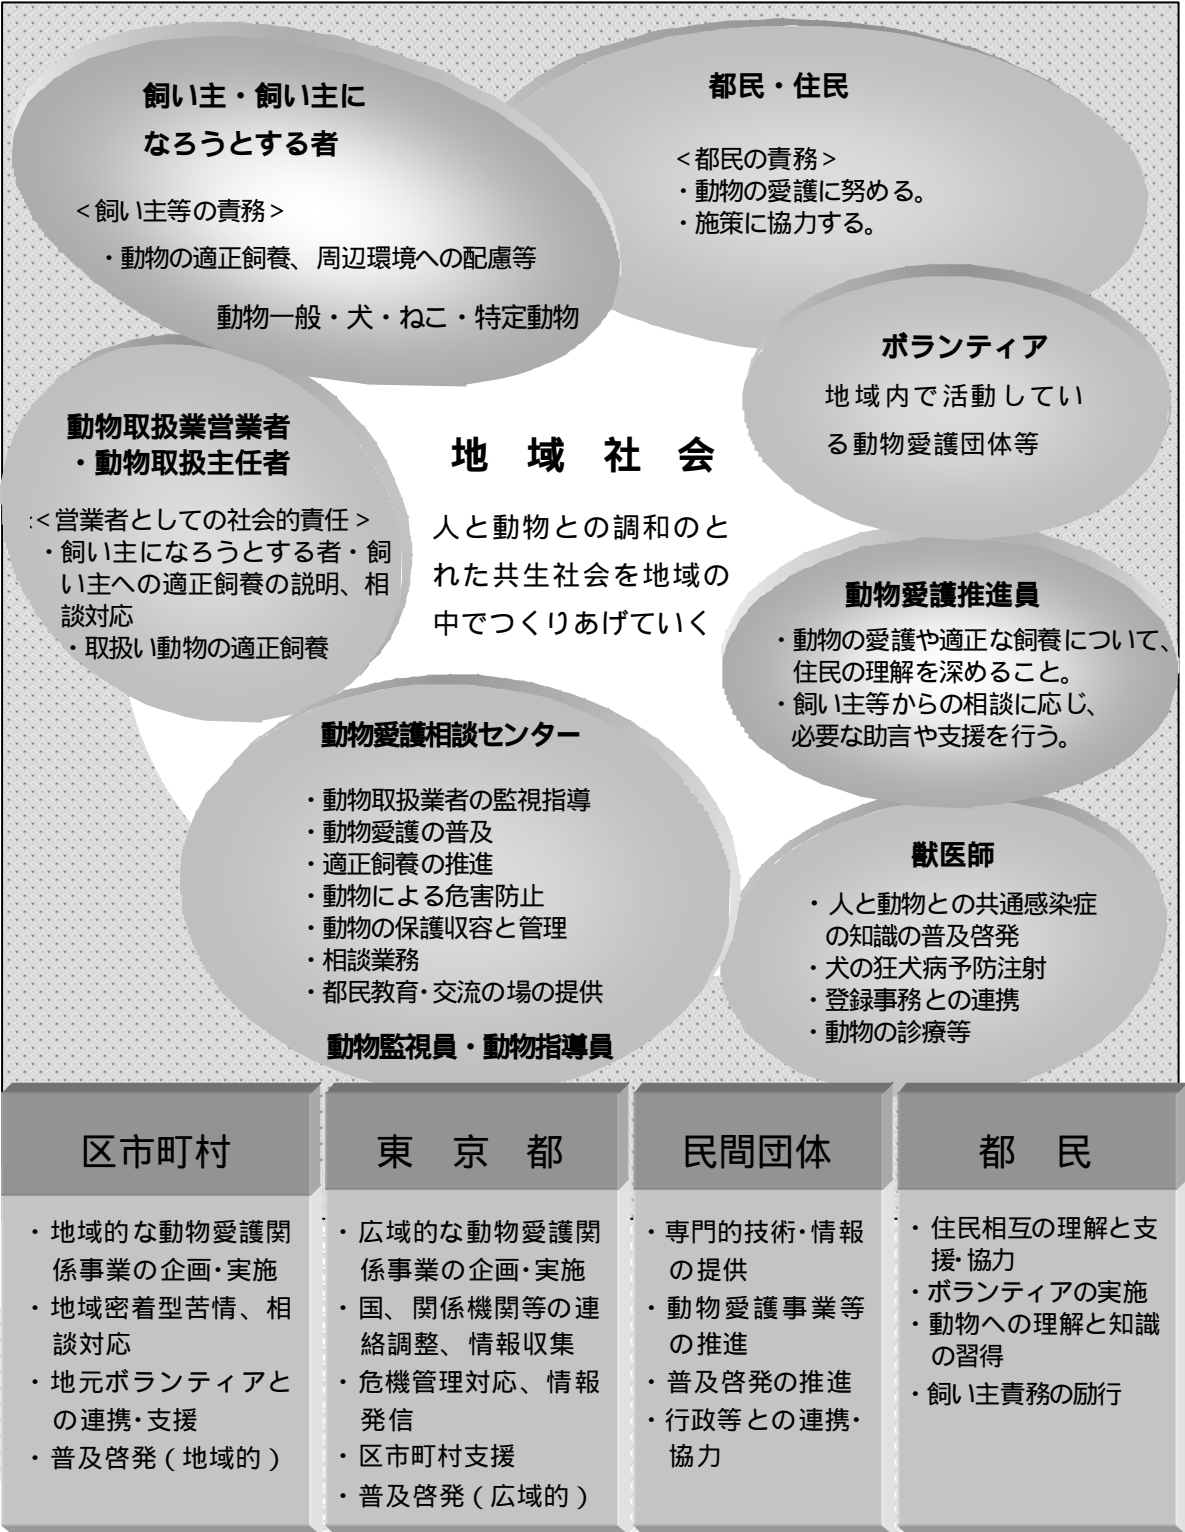 飼い主・飼い主に
なろうとする者
<飼い主等の責務>
・動物の適正飼養、周辺環境への配慮等
動物一般・犬・ねこ・特定動物
都民・住民
<都民の責務>
・動物の愛護に努める。
・施策に協力する。
ボランティア
地域内で活動してい
る動物愛護団体等
動物取扱業営業者
・動物取扱主任者
<営業者としての社会的責任>
・飼い主になろうとする者・飼
い主への適正飼養の説明、相
談対応
・取扱い動物の適正飼養
地 域 社 会
人と動物との調和のと
れた共生社会を地域の
中でつくりあげていく
動物愛護推進員
・動物の愛護や適正な飼養について、
住民の理解を深めること。
・飼い主等からの相談に応じ、
必要な助言や支援を行う。
動物愛護相談センター
・動物取扱業者の監視指導
・動物愛護の普及
・適正飼養の推進
・動物による危害防止
・動物の保護収容と管理
・相談業務
・都民教育・交流の場の提供
動物監視員・動物指導員
獣医師
・人と動物との共通感染症
の知識の普及啓発
・犬の狂犬病予防注射
・登録事務との連携
・動物の診療等
区市町村
・地域的な動物愛護関
係事業の企画・実施
・地域密着型苦情、相
談対応
・地元ボランティアと
の連携・支援
・普及啓発(地域的)
東 京 都
・広域的な動物愛護関
係事業の企画・実施
・国、関係機関等の連
絡調整、情報収集
・危機管理対応、情報
発信
・区市町村支援
・普及啓発(広域的)
民間団体
・専門的技術・情報
の提供
・動物愛護事業等
の推進
・普及啓発の推進
・行政等との連携・
協力
都 民
・住民相互の理解と支
援・協力
・ボランティアの実施
・動物への理解と知識
の習得
・飼い主責務の励行